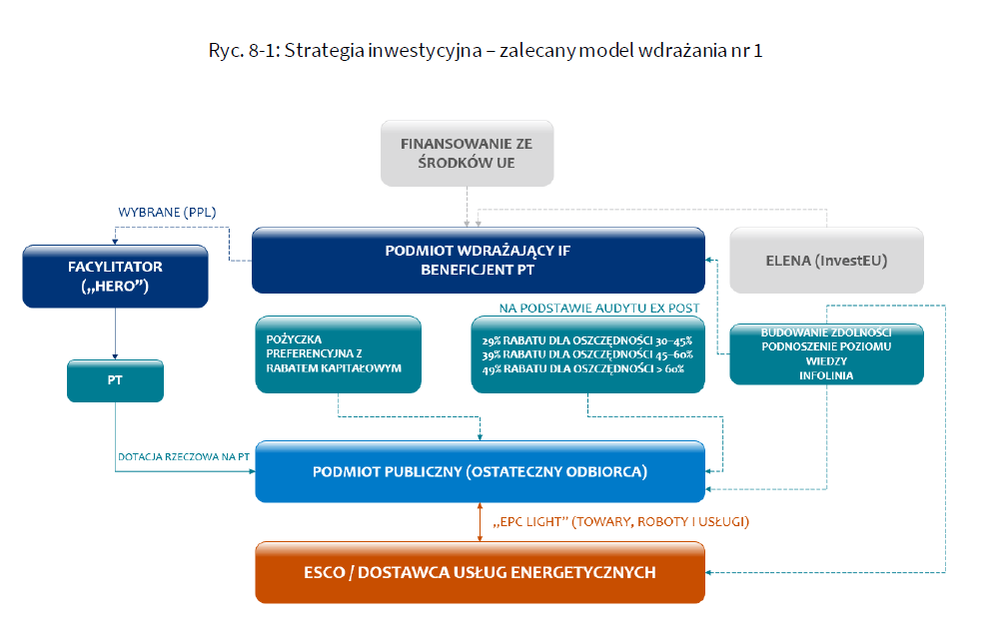 Ryc. 8-1: Strategia inwestycyjna – zalecany model wdrażania nr 1
FINANSOWANIE ZE
ŚRODKÓW UE
WYBRANE (PPL)
PODMIOT WDRAŻAJĄCY IF
BENEFICJENT PT
ELENA (InvestEU)
FACYLITATOR
(„HERO”)
NA PODSTAWIE AUDYTU EX POST
POŻYCZKA
PREFERENCYJNA Z
RABATEM KAPITAŁOWYM
29% RABATU DLA OSZCZĘDNOŚCI 30–45%
39% RABATU DLA OSZCZĘDNOŚCI 45–60%
49% RABATU DLA OSZCZĘDNOŚCI > 60%
BUDOWANIE ZDOLNOŚCI
PODNOSZENIE POZIOMU
WIEDZY
INFOLINIA
PT
DOTACJA RZECZOWA NA PT
PODMIOT PUBLICZNY (OSTATECZNY ODBIORCA)
„EPC LIGHT” (TOWARY, ROBOTY I USŁUGI)
ESCO / DOSTAWCA USŁUG ENERGETYCZNYCH